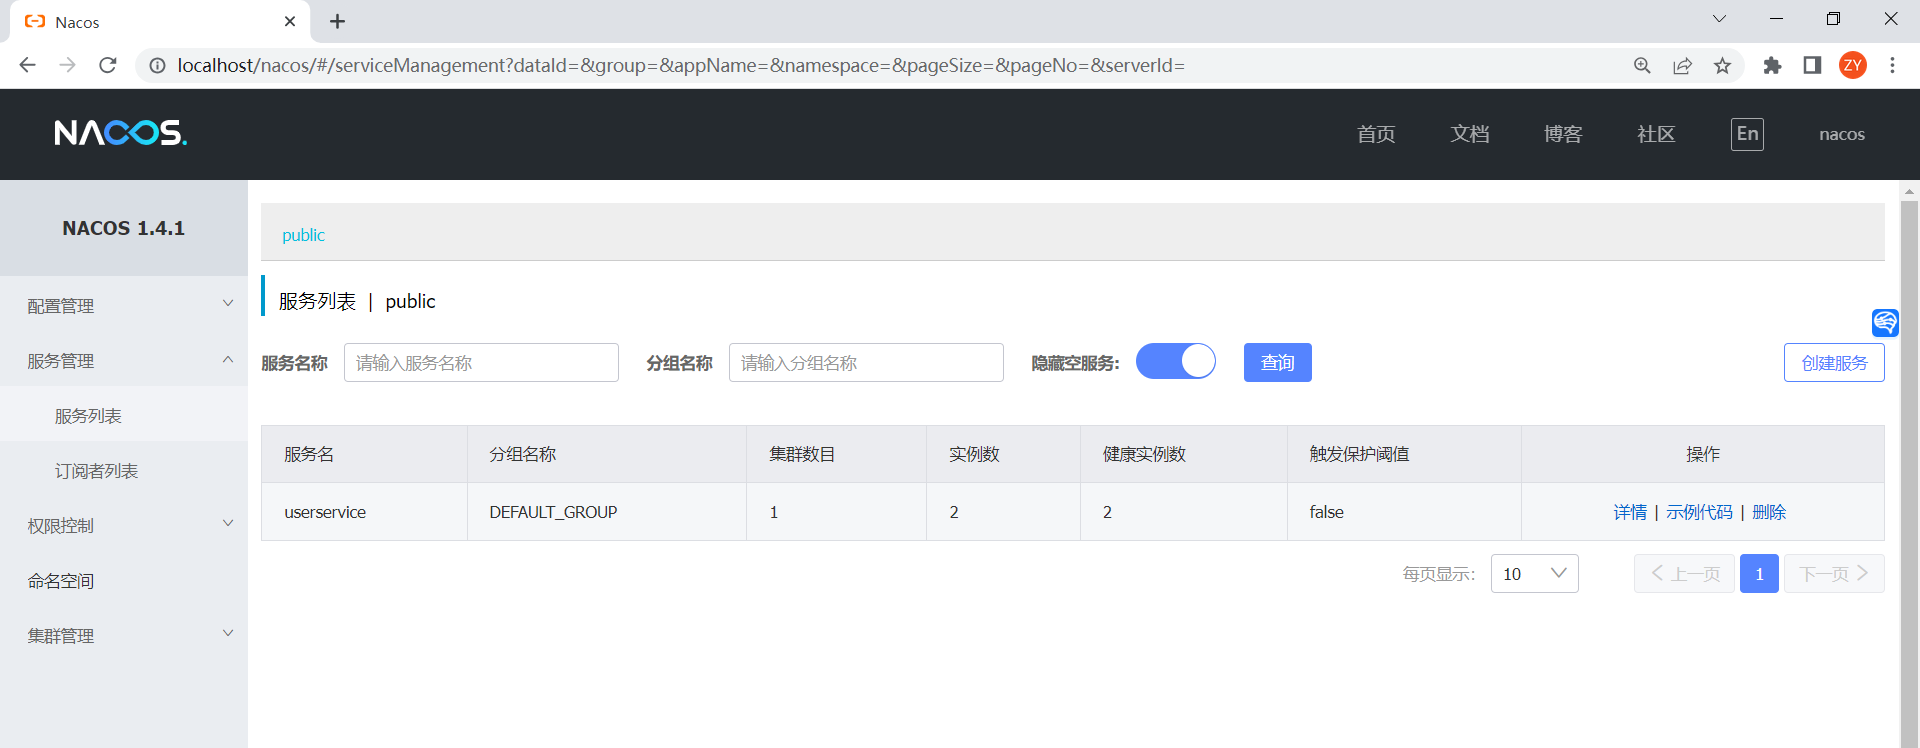 Nacos
localhost/nacos/#/serviceManagement?dataId=&group=&appName=&namespace=&pageSize=&pageNo=&serverId=
ZY
NACOS.
首页 文档 博客 社区 En nacos
NACOS 1.4.1
配置管理
服务管理
服务列表
订阅者列表
权限控制
命名空间
集群管理
public
服务列表 | public
服务名称 请输入服务名称 分组名称 请输入分组名称 隐藏空服务: 查询 创建服务
服务名 分组名称 集群数目 实例数 健康实例数 触发保护阈值 操作
userservice DEFAULT_GROUP 1 2 2 false 详情 | 示例代码 | 删除
每页显示: 10 上一页 1 下一页